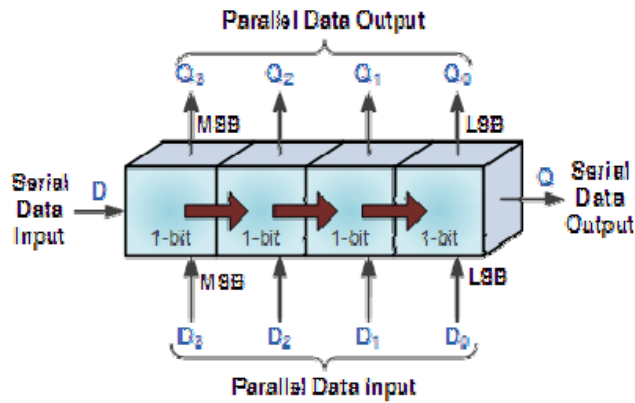 Parallel Data Output
Q3 Q2 Q1 Q0
MSB LSB
Serial Data Input
D
Q
Serial Data Output
1-bit 1-bit 1-bit 1-bit
MSB LSB
D3 D2 D1 D0
Parallel Data Input